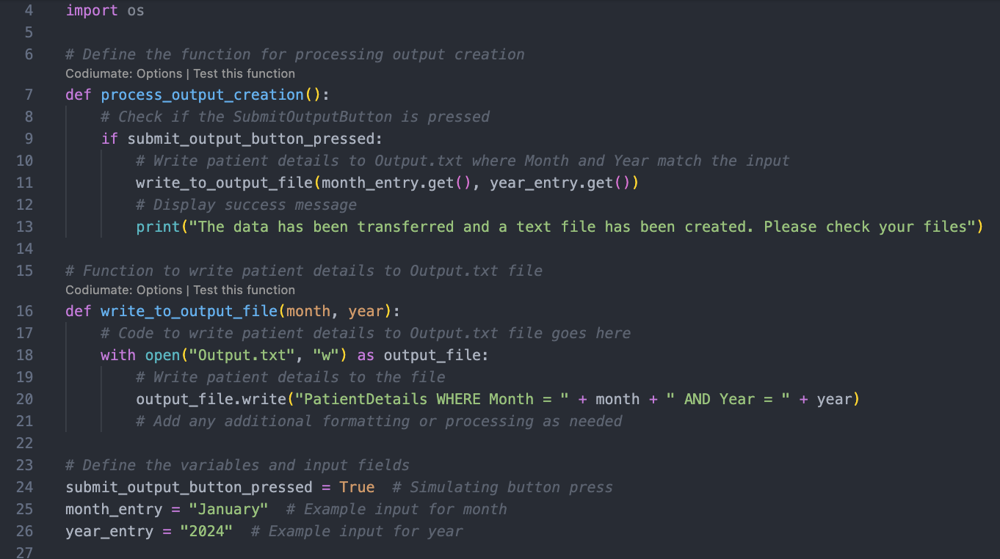 4 import os
5
6 # Define the function for processing output creation
Codiumate: Options | Test this function
7 def process_output_creation():
8     # Check if the SubmitOutputButton is pressed
9     if submit_output_button_pressed:
10         # Write patient details to Output.txt where Month and Year match the input
11         write_to_output_file(month_entry.get(), year_entry.get())
12         # Display success message
13         print("The data has been transferred and a text file has been created. Please check your files")
14
15 # Function to write patient details to Output.txt file
Codiumate: Options | Test this function
16 def write_to_output_file(month, year):
17     # Code to write patient details to Output.txt file goes here
18     with open("Output.txt", "w") as output_file:
19         # Write patient details to the file
20         output_file.write("PatientDetails WHERE Month = " + month + " AND Year = " + year)
21         # Add any additional formatting or processing as needed
22
23 # Define the variables and input fields
24 submit_output_button_pressed = True  # Simulating button press
25 month_entry = "January"  # Example input for month
26 year_entry = "2024"  # Example input for year
27